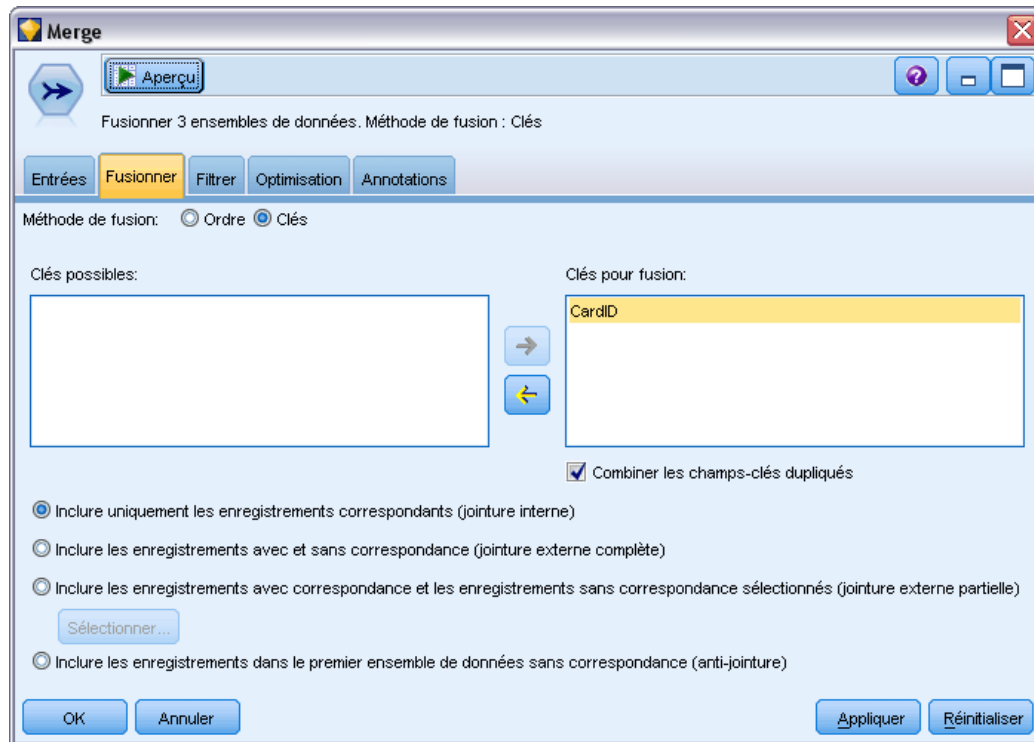 Merge
Aperçu
?
Fusionner 3 ensembles de données. Méthode de fusion : Clés
Entrées Fusionner Filtrer Optimisation Annotations
Méthode de fusion: Ordre Clés
Clés possibles: Clés pour fusion:
CardID
Combiner les champs-clés dupliqués
Inclure uniquement les enregistrements correspondants (jointure interne)
Inclure les enregistrements avec et sans correspondance (jointure externe complète)
Inclure les enregistrements avec correspondance et les enregistrements sans correspondance sélectionnés (jointure externe partielle)
Sélectionner...
Inclure les enregistrements dans le premier ensemble de données sans correspondance (anti-jointure)
OK Annuler Appliquer Réinitialiser